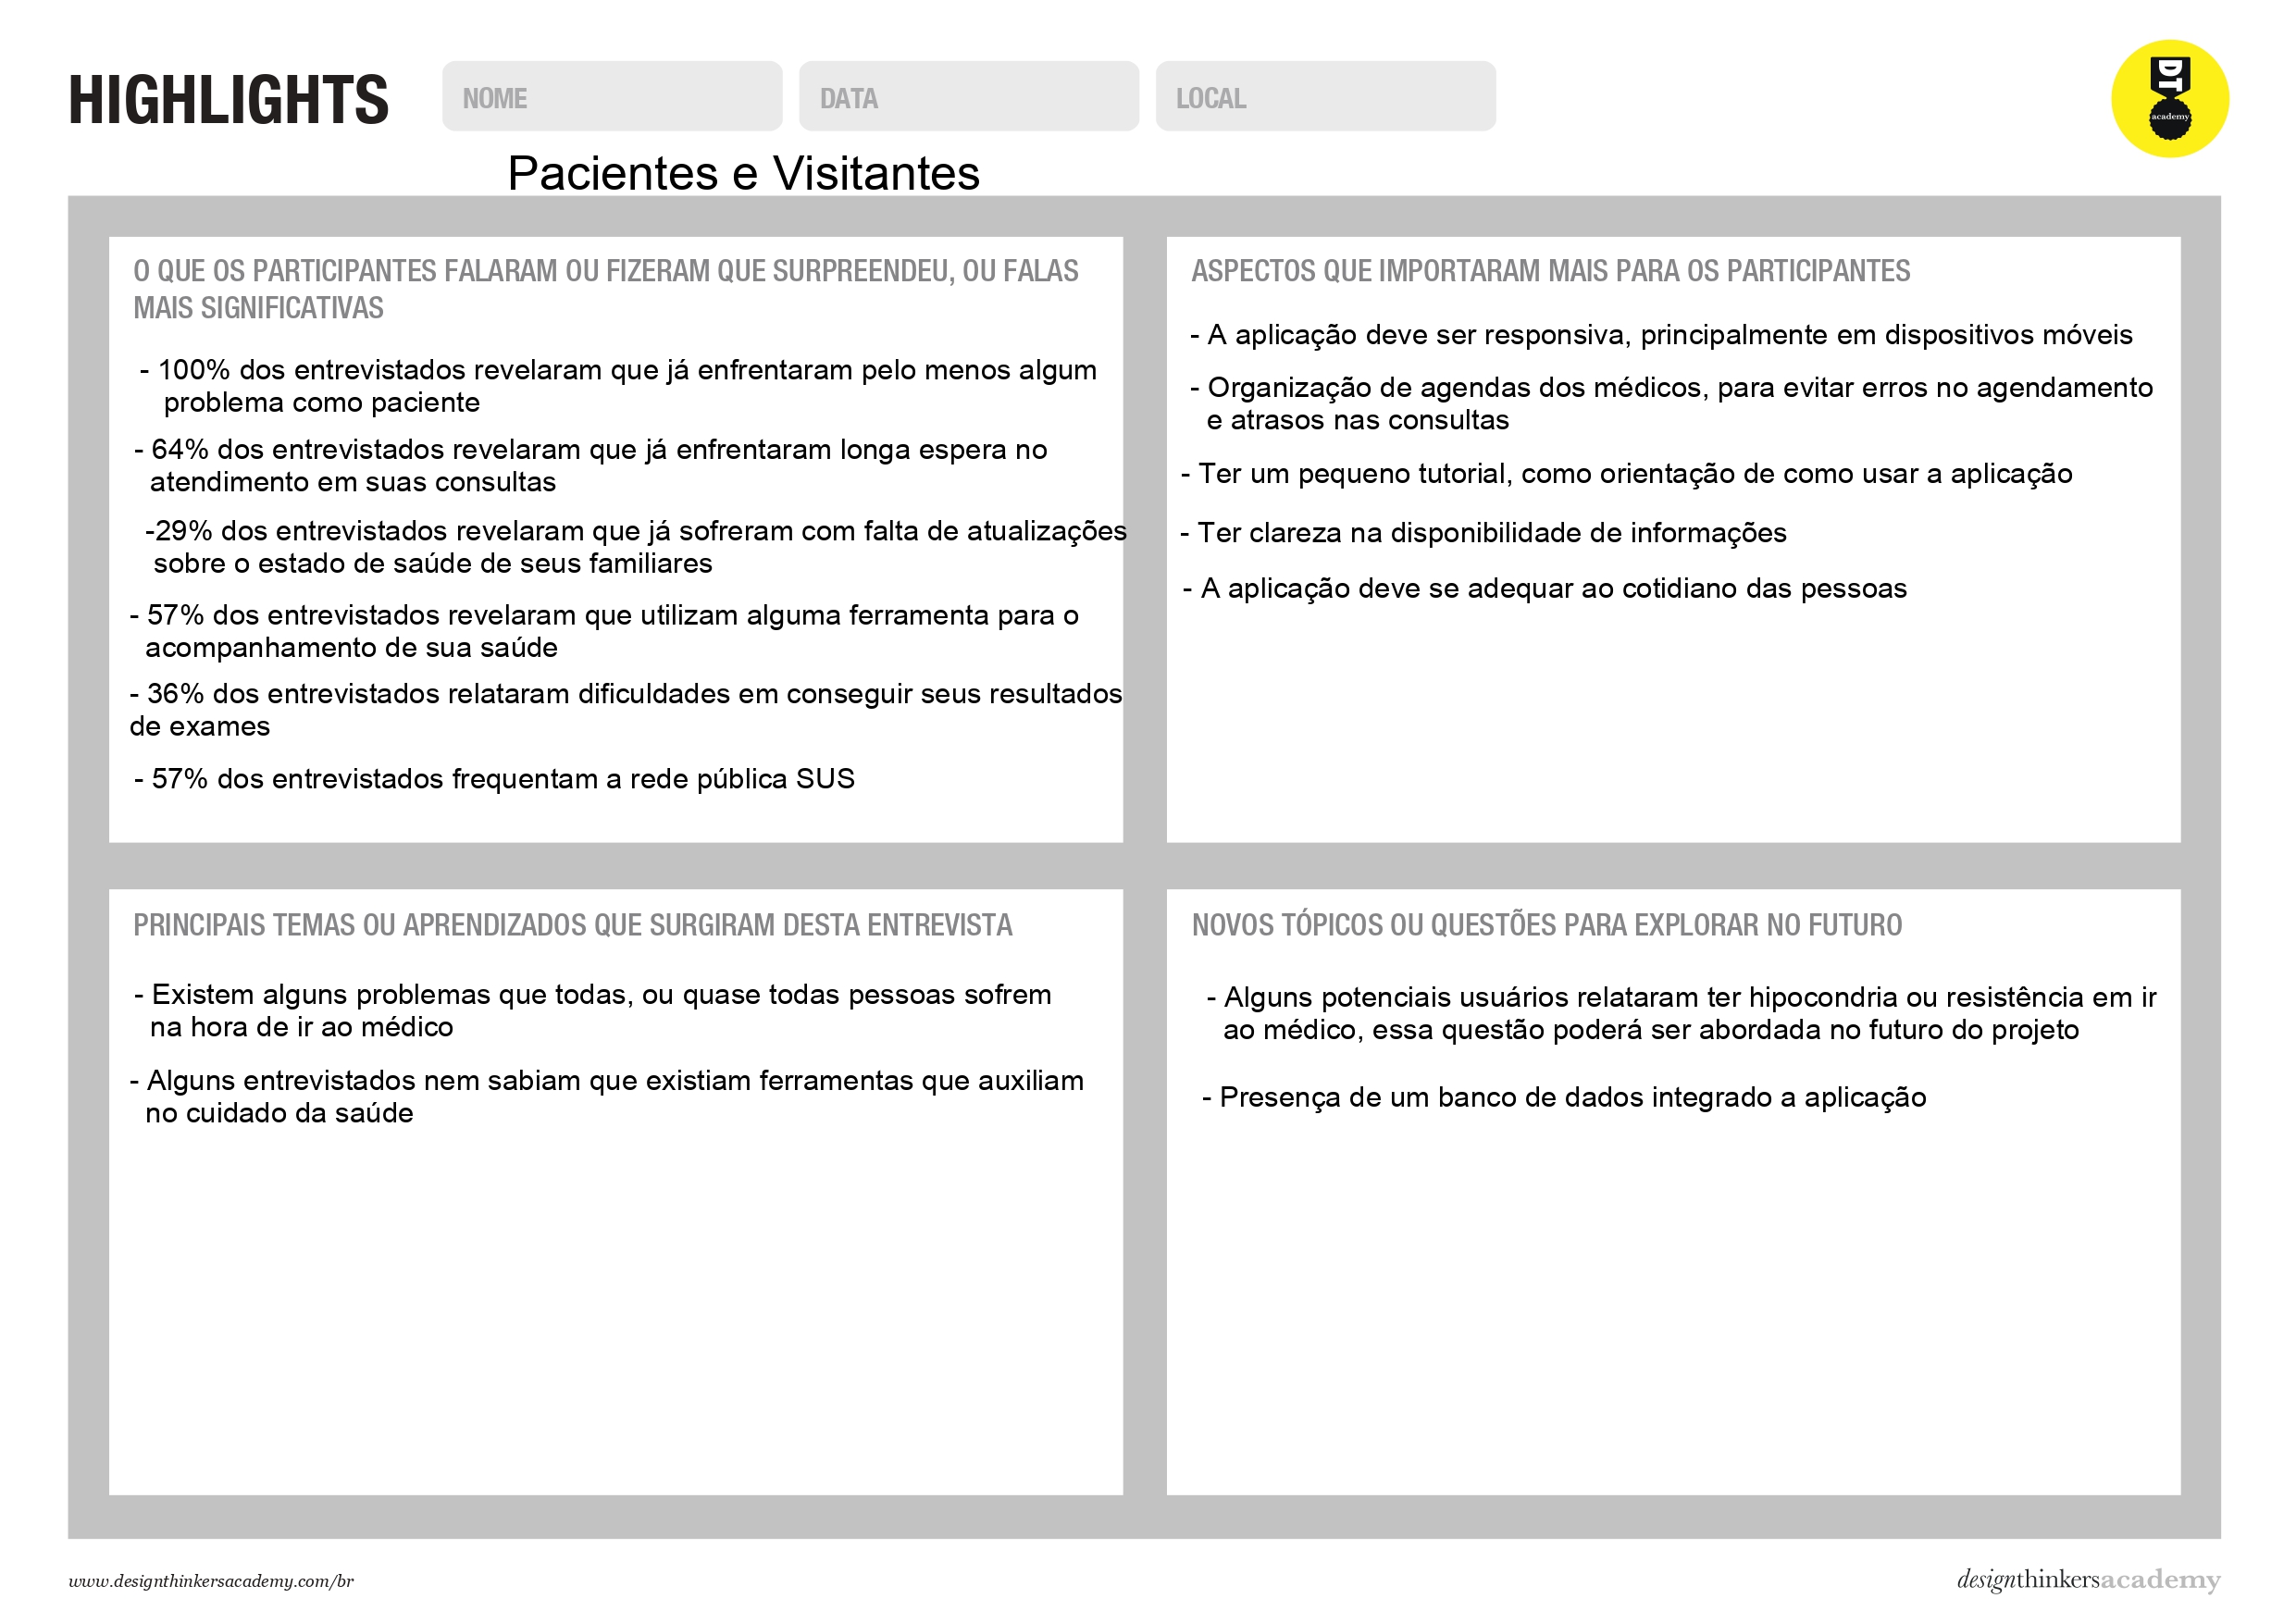 HIGHLIGHTS
NOME
DATA
LOCAL
DT
academy
Pacientes e Visitantes
O QUE OS PARTICIPANTES FALARAM OU FIZERAM QUE SURPREENDEU, OU FALAS
MAIS SIGNIFICATIVAS
- 100% dos entrevistados revelaram que já enfrentaram pelo menos algum
problema como paciente
- 64% dos entrevistados revelaram que já enfrentaram longa espera no
atendimento em suas consultas
-29% dos entrevistados revelaram que já sofreram com falta de atualizações
sobre o estado de saúde de seus familiares
- 57% dos entrevistados revelaram que utilizam alguma ferramenta para o
acompanhamento de sua saúde
- 36% dos entrevistados relataram dificuldades em conseguir seus resultados
de exames
- 57% dos entrevistados frequentam a rede pública SUS
ASPECTOS QUE IMPORTARAM MAIS PARA OS PARTICIPANTES
- A aplicação deve ser responsiva, principalmente em dispositivos móveis
- Organização de agendas dos médicos, para evitar erros no agendamento
e atrasos nas consultas
- Ter um pequeno tutorial, como orientação de como usar a aplicação
- Ter clareza na disponibilidade de informações
- A aplicação deve se adequar ao cotidiano das pessoas
PRINCIPAIS TEMAS OU APRENDIZADOS QUE SURGIRAM DESTA ENTREVISTA
- Existem alguns problemas que todas, ou quase todas pessoas sofrem
na hora de ir ao médico
- Alguns entrevistados nem sabiam que existiam ferramentas que auxiliam
no cuidado da saúde
NOVOS TÓPICOS OU QUESTÕES PARA EXPLORAR NO FUTURO
- Alguns potenciais usuários relataram ter hipocondria ou resistência em ir
ao médico, essa questão poderá ser abordada no futuro do projeto
- Presença de um banco de dados integrado a aplicação
www.designthinkersacademy.com/br
designthinkersacademy